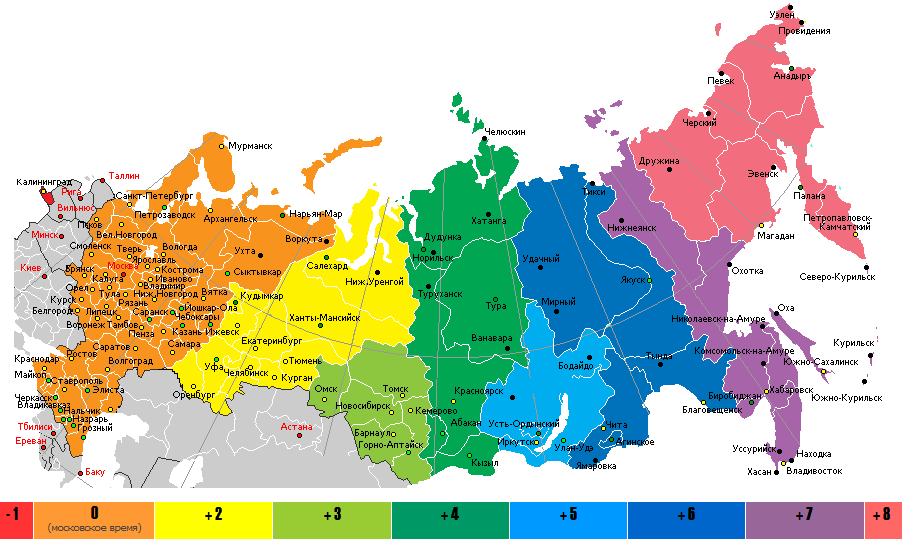 Уэлен
Провидения
Анадырь
Певек
Черский
Челюскин
Мурманск
Дружина
Эвенск
Таллин
Калининград
Рига
Вильнюс
Санкт-Петербург
Петрозаводск
Архангельск
Нарьян-Мар
Тикси
Палана
Петропавловск-
Камчатский
Псков
Вел.Новгород
Минск
Хатанга
Нижнеянск
Магадан
Смоленск
Тверь
Вологда
Ярославль
Воркута
Ухта
Дудунка
Норильск
Удачный
Охотка
Киев
Брянск
Москва
Кострома
Калуга
Иваново
Владимир
Сыктывкар
Салехард
Ниж.Уренгой
Северо-Курильск
Орел
Тула
Ниж.Новгород
Вятка
Кудымкар
Туруханск
Якуск
Курск
Рязань
Йошкар-Ола
Белгород
Липецк
Саранск
Чебоксары
Ханты-Мансийск
Тура
Мирный
Оха
Николаевск-на-Амуре
Воронеж
Тамбов
Пенза
Казань
Ижевск
Саратов
Самара
Екатеринбург
Ванавара
Курильск
Краснодар
Ростов
Волгоград
Уфа
Челябинск
Тюмень
Курган
Бодайдо
Тында
Комсомольск-на-Амуре
Южно-Сахалинск
Майкоп
Ставрополь
Элиста
Оренбург
Омск
Томск
Красноярск
Хабаровск
Биребиджан
Южно-Курильск
Черкасск
Владикавказ
Нальчик
Новосибирск
Кемерово
Благовещенск
Тбилиси
Назрань
Грозный
Астана
Барнаул
Абакан
Усть-Ордынский
Иркутск
Чита
Ереван
Горно-Алтайск
Улан-Удэ
Агинское
Уссурийск
Находка
Баку
Кызыл
Ямаровка
Хасан
Владивосток
- 1
0
(московское время)
+ 2
+ 3
+ 4
+ 5
+ 6
+ 7
+ 8